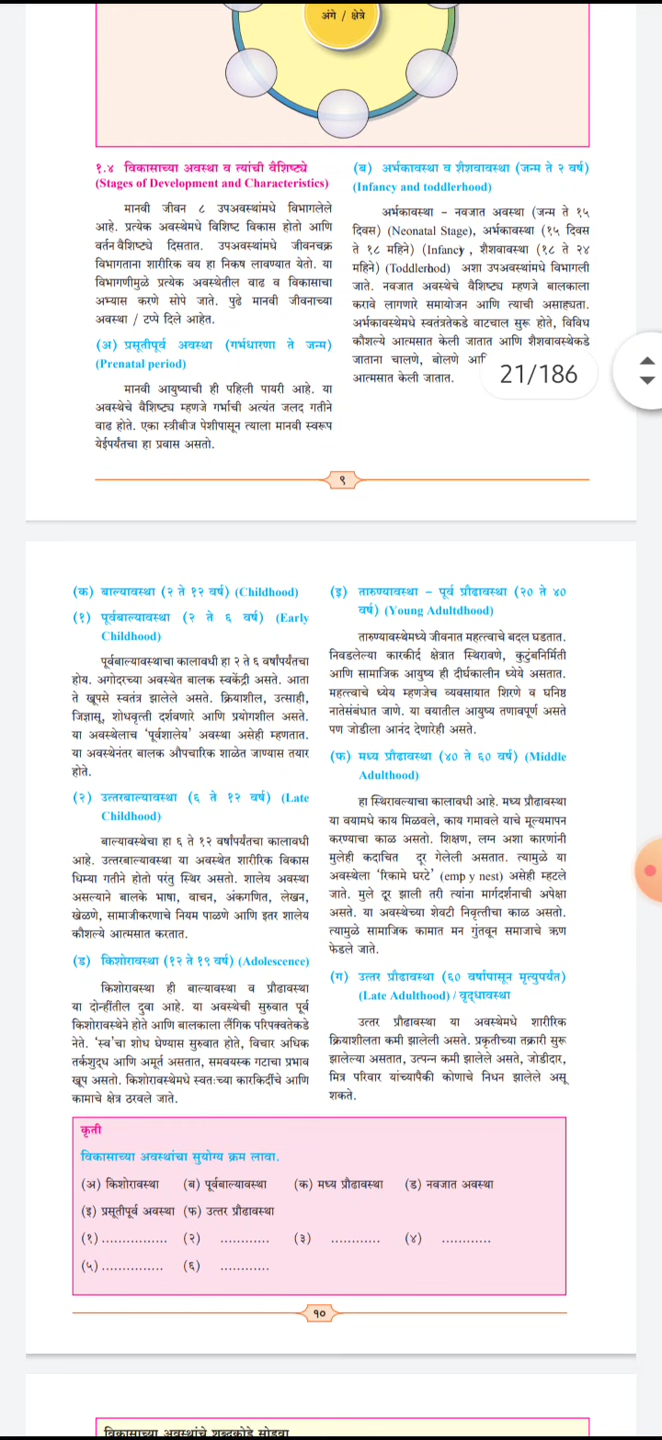 अंगे / क्षेत्रे
१.४ विकासाच्या अवस्था व त्यांची वैशिष्ट्ये
(Stages of Development and Characteristics)
मानवी जीवन ८ उपअवस्थांमधे विभागलेले
आहे. प्रत्येक अवस्थेमधे विशिष्ट विकास होतो आणि
वर्तन वैशिष्ट्ये दिसतात. उपअवस्थांमधे जीवनचक्र
विभागताना शारीरिक वय हा निकष लावण्यात येतो. या
विभागणीमुळे प्रत्येक अवस्थेतील वाढ व विकासाचा
अभ्यास करणे सोपे जाते. पुढे मानवी जीवनाच्या
अवस्था / टप्पे दिले आहेत.
(अ) प्रसूतीपूर्व अवस्था (गर्भधारणा ते जन्म)
(Prenatal period)
मानवी आयुष्याची ही पहिली पायरी आहे. या
अवस्थेचे वैशिष्ट्य म्हणजे गर्भाची अत्यंत जलद गतीने
वाढ होते. एका स्त्रीबीज पेशीपासून त्याला मानवी स्वरूप
येईपर्यंतचा हा प्रवास असतो.
(ब) अर्भकावस्था व शैशवावस्था (जन्म ते २ वर्ष)
(Infancy and toddlerhood)
अर्भकावस्था – नवजात अवस्था (जन्म ते १५
दिवस) (Neonatal Stage), अर्भकावस्था (१५ दिवस
ते १८ महिने) (Infancy , शैशवावस्था (१८ ते २४
महिने) (Toddlerhod) अशा उपअवस्थांमधे विभागली
जाते. नवजात अवस्थेचे वैशिष्ट्य म्हणजे बालकाला
करावे लागणारे समायोजन आणि त्याची असाह्यता.
अर्भकावस्थेमधे स्वतंत्रतेकडे वाटचाल सुरू होते, विविध
कौशल्ये आत्मसात केली जातात आणि शैशवावस्थेकडे
जाताना चालणे, बोलणे
आत्मसात केली जातात.
21/186
९
(क) बाल्यावस्था (२ ते १२ वर्ष) (Childhood)
(१) पूर्वबाल्यावस्था (२ ते ६ वर्ष) (Early
Childhood)
पूर्वबाल्यावस्थाचा कालावधी हा २ ते ६ वर्षांपर्यंतचा
होय. अगोदरच्या अवस्थेत बालक स्वकेंद्री असते. आता
ते खूपसे स्वतंत्र झालेले असते. क्रियाशील, उत्साही,
जिज्ञासू, शोधवृत्ती दर्शवणारे आणि प्रयोगशील असते.
या अवस्थेलाच ‘पूर्वशालेय’ अवस्था असेही म्हणतात.
या अवस्थेनंतर बालक औपचारिक शाळेत जाण्यास तयार
होते.
(२) उत्तरबाल्यावस्था (६ ते १२ वर्ष) (Late
Childhood)
बाल्यावस्थेचा हा ६ ते १२ वर्षांपर्यंतचा कालावधी
आहे. उत्तरबाल्यावस्था या अवस्थेत शारीरिक विकास
धिम्या गतीने होतो परंतु स्थिर असतो. शालेय अवस्था
असल्याने बालके भाषा, वाचन, अंकगणित, लेखन,
खेळणे, सामाजीकरणाचे नियम पाळणे आणि इतर शालेय
कौशल्ये आत्मसात करतात.
(ड) किशोरावस्था (१२ ते १९ वर्ष) (Adolescence)
किशोरावस्था ही बाल्यावस्था व प्रौढावस्था
या दोन्हींतील दुवा आहे. या अवस्थेची सुरुवात पूर्व
किशोरावस्थेने होते आणि बालकाला लैंगिक परिपक्वतेकडे
नेते. ‘स्व’चा शोध घेण्यास सुरुवात होते, विचार अधिक
तर्कशुद्ध आणि अमूर्त असतात, समवयस्क गटाचा प्रभाव
खूप असतो. किशोरावस्थेमधे स्वतःच्या कारकिर्दीचे आणि
कामाचे क्षेत्र ठरवले जाते.
(इ) तारुण्यावस्था – पूर्व प्रौढावस्था (२० ते ४०
वर्ष) (Young Adultdhood)
तारुण्यावस्थेमध्ये जीवनात महत्त्वाचे बदल घडतात.
निवडलेल्या कारकीर्द क्षेत्रात स्थिरावणे, कुटुंबनिर्मिती
आणि सामाजिक आयुष्य ही दीर्घकालीन ध्येये असतात.
महत्त्वाचे ध्येय म्हणजेच व्यवसायात शिरणे व घनिष्ठ
नातेसंबंधात जाणे. या वयातील आयुष्य तणावपूर्ण असते
पण जोडीला आनंद देणारेही असते.
(फ) मध्य प्रौढावस्था (४० ते ६० वर्ष) (Middle
Adulthood)
हा स्थिरावल्याचा कालावधी आहे. मध्य प्रौढावस्था
या वयामधे काय मिळवले, काय गमावले याचे मूल्यमापन
करण्याचा काळ असतो. शिक्षण, लग्न अशा कारणांनी
मुलेही कदाचित दूर गेलेली असतात. त्यामुळे या
अवस्थेला ‘रिकामे घरटे’ (emp y nest) असेही म्हटले
जाते. मुले दूर झाली तरी त्यांना मार्गदर्शनाची अपेक्षा
असते. या अवस्थेच्या शेवटी निवृत्तीचा काळ असतो.
त्यामुळे सामाजिक कामात मन गुंतवून समाजाचे ऋण
फेडले जाते.
(ग) उत्तर प्रौढावस्था (६० वर्षापासून मृत्युपर्यंत)
(Late Adulthood) / वृद्धावस्था
उत्तर प्रौढावस्था या अवस्थेमधे शारीरिक
क्रियाशीलता कमी झालेली असते. प्रकृतीच्या तक्रारी सुरू
झालेल्या असतात, उत्पन्न कमी झालेले असते, जोडीदार,
मित्र परिवार यांच्यापैकी कोणाचे निधन झालेले असू
शकते.
कृती
विकासाच्या अवस्थांचा सुयोग्य क्रम लावा.
(अ) किशोरावस्था (ब) पूर्वबाल्यावस्था (क) मध्य प्रौढावस्था (ड) नवजात अवस्था
(इ) प्रसूतीपूर्व अवस्था (फ) उत्तर प्रौढावस्था
(१) ................ (२) ............ (३) ............ (४) ............
(५) ............... (६) ............
१०
विकासाच्या अवस्थांचे शब्दकोडे सोडवा